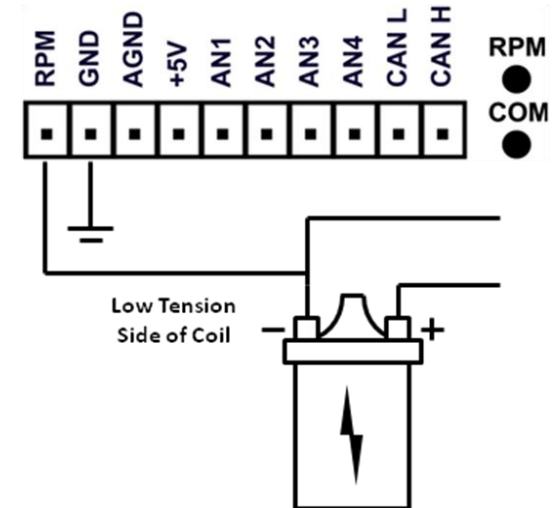 RPM
GND
AGND
+5V
AN1
AN2
AN3
AN4
CAN L
CAN H
RPM
COM
Low Tension
Side of Coil
−
+